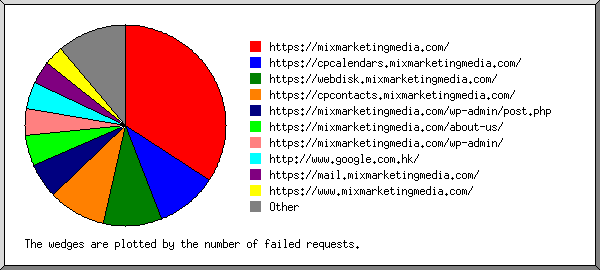 https://mixmarketingmedia.com/
https://cpcalendars.mixmarketingmedia.com/
https://webdisk.mixmarketingmedia.com/
https://cpcontacts.mixmarketingmedia.com/
https://mixmarketingmedia.com/wp-admin/post.php
https://mixmarketingmedia.com/about-us/
https://mixmarketingmedia.com/wp-admin/
http://www.google.com.hk/
https://mail.mixmarketingmedia.com/
https://www.mixmarketingmedia.com/
Other
The wedges are plotted by the number of failed requests.